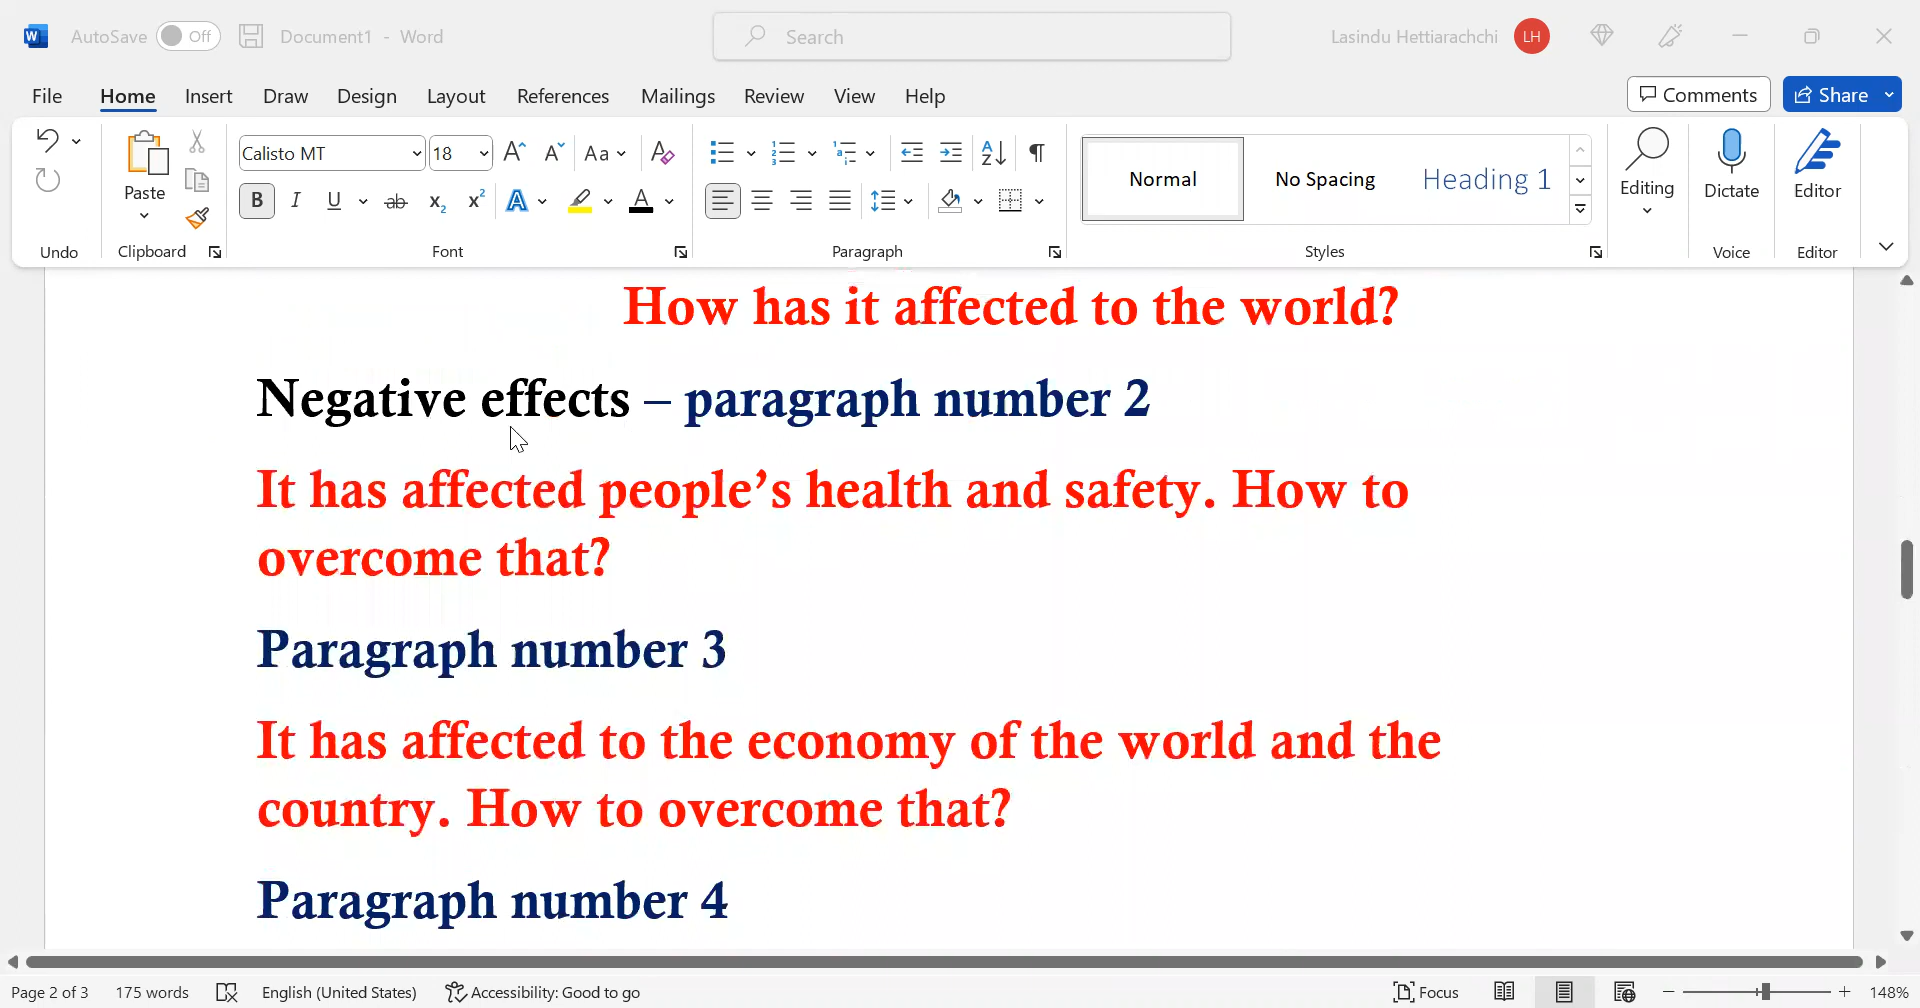 W AutoSave Off Document1 - Word Search Lasindu Hettiarachchi LH
File Home Insert Draw Design Layout References Mailings Review View Help Comments Share
Calisto MT 18 Aa
Paste Normal No Spacing Heading 1 Editing Dictate Editor
B I U ab x2 x2 A A
Undo Clipboard Font Paragraph Styles Voice Editor
How has it affected to the world?
Negative effects – paragraph number 2
It has affected people’s health and safety. How to
overcome that?
Paragraph number 3
It has affected to the economy of the world and the
country. How to overcome that?
Paragraph number 4
Page 2 of 3 175 words English (United States) Accessibility: Good to go Focus 148%